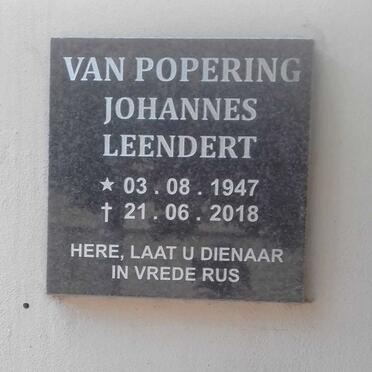 VAN POPERING
JOHANNES
LEENDERT
★ 03 . 08 . 1947
† 21 . 06 . 2018
HERE, LAAT U DIENAAR
IN VREDE RUS